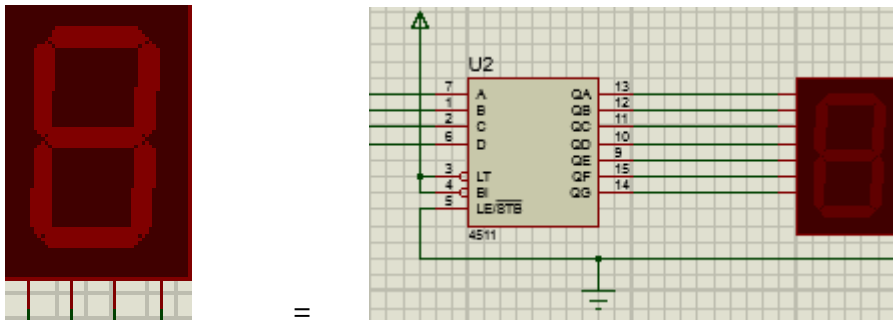 U2
7 A QA 13
1 B QB 12
2 C QC 11
6 D QD 10
QE 9
3 LT QF 15
4 BI QG 14
5 LE/STB
4511
=